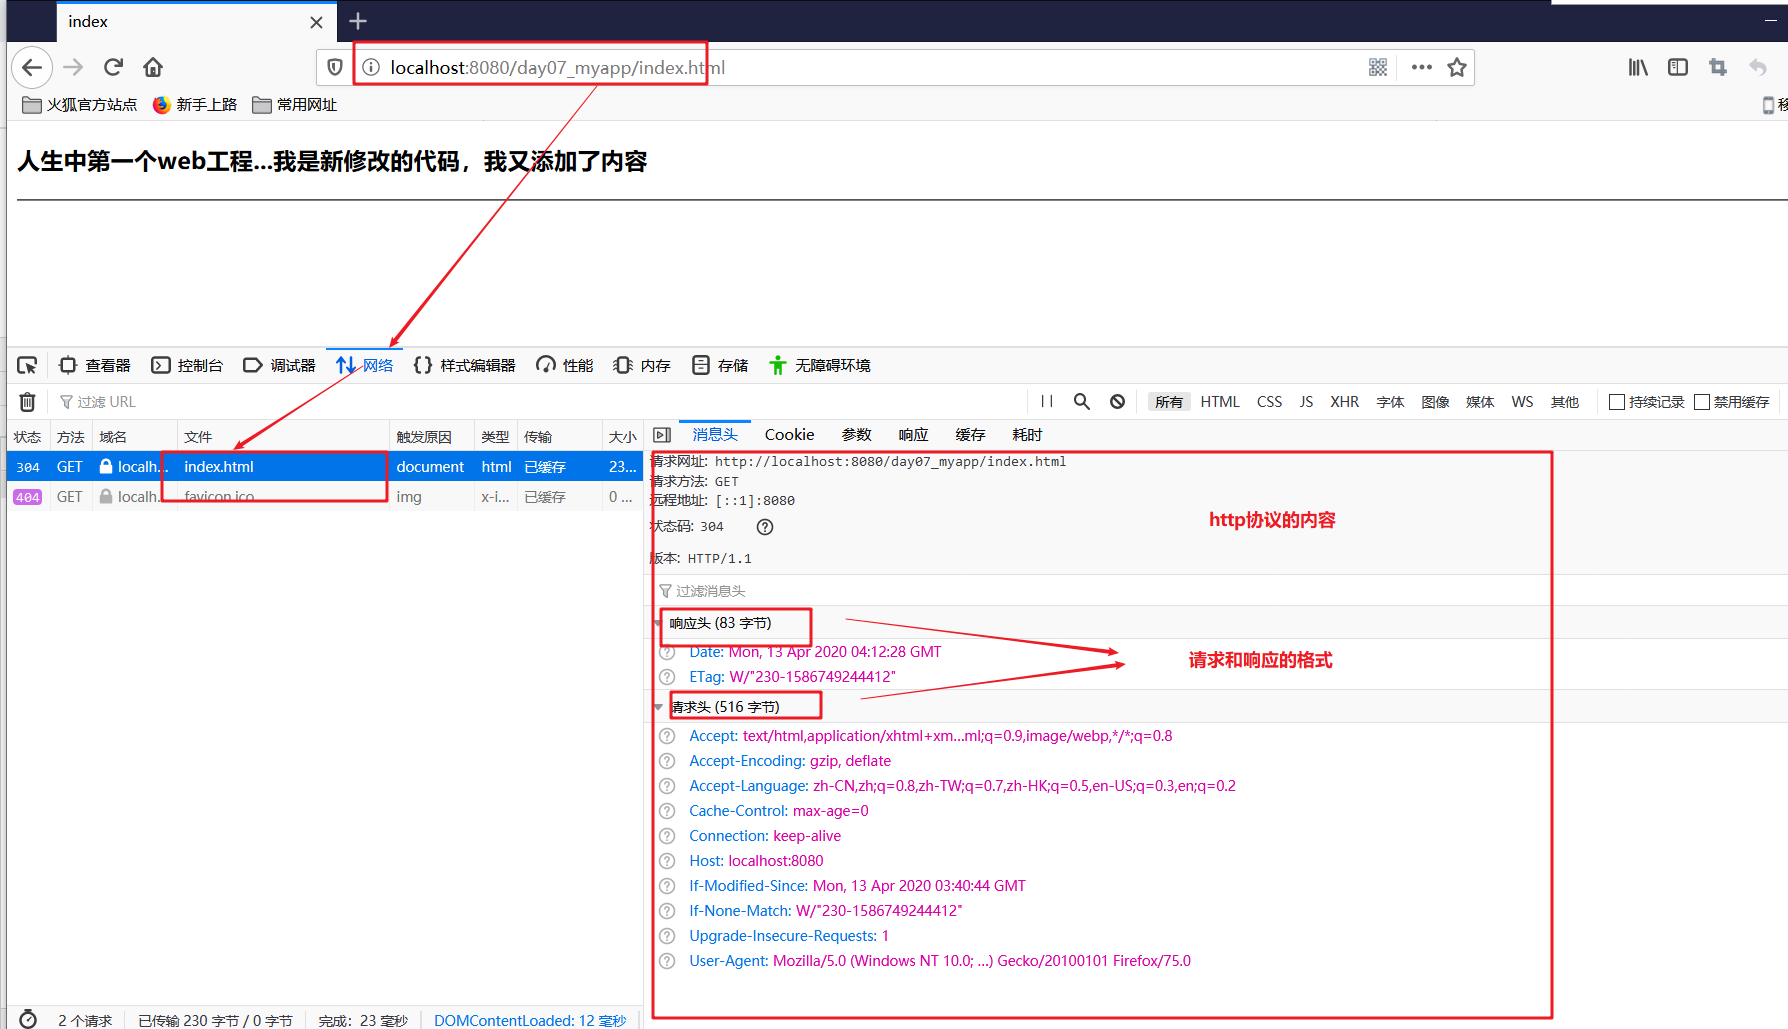 index
localhost:8080/day07_myapp/index.html
火狐官方站点 新手上路 常用网址 移
人生中第一个web工程...我是新修改的代码，我又添加了内容
查看器 控制台 调试器 网络 样式编辑器 性能 内存 存储 无障碍环境
过滤 URL 所有 HTML CSS JS XHR 字体 图像 媒体 WS 其他 持续记录 禁用缓存
状态 方法 域名 文件 触发原因 类型 传输 大小
304 GET localh... index.html document html 已缓存 23...
404 GET localh... favicon.ico img x-i... 已缓存 0 ...
消息头 Cookie 参数 响应 缓存 耗时
请求网址: http://localhost:8080/day07_myapp/index.html
请求方法: GET
远程地址: [::1]:8080
状态码: 304
http协议的内容
版本: HTTP/1.1
过滤消息头
响应头 (83 字节)
Date: Mon, 13 Apr 2020 04:12:28 GMT
ETag: W/"230-1586749244412"
请求和响应的格式
请求头 (516 字节)
Accept: text/html,application/xhtml+xm...ml;q=0.9,image/webp,*/*;q=0.8
Accept-Encoding: gzip, deflate
Accept-Language: zh-CN,zh;q=0.8,zh-TW;q=0.7,zh-HK;q=0.5,en-US;q=0.3,en;q=0.2
Cache-Control: max-age=0
Connection: keep-alive
Host: localhost:8080
If-Modified-Since: Mon, 13 Apr 2020 03:40:44 GMT
If-None-Match: W/"230-1586749244412"
Upgrade-Insecure-Requests: 1
User-Agent: Mozilla/5.0 (Windows NT 10.0; ...) Gecko/20100101 Firefox/75.0
2 个请求 已传输 230 字节 / 0 字节 完成: 23 毫秒 DOMContentLoaded: 12 毫秒